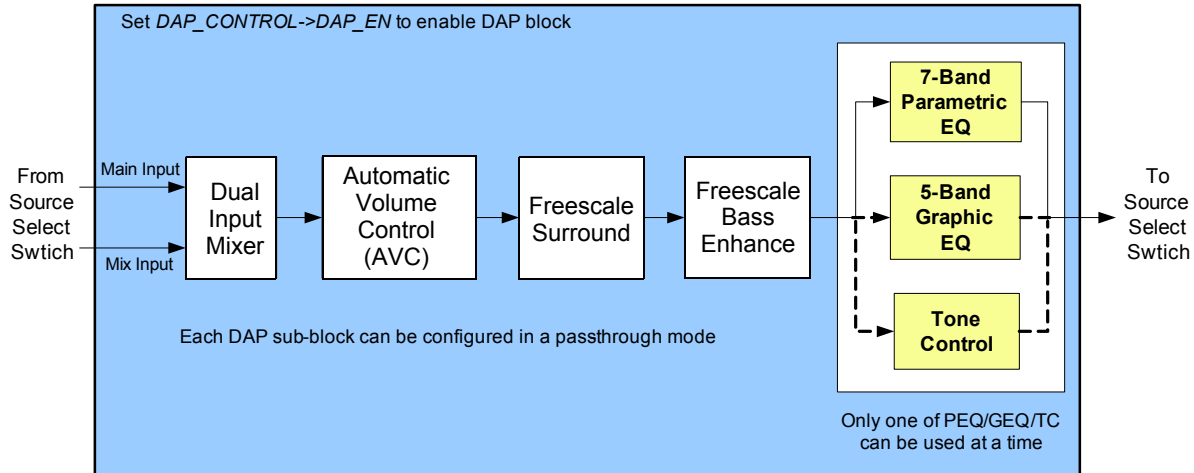 Set DAP_CONTROL->DAP_EN to enable DAP block
From
Source
Select
Swtich
Main Input
Mix Input
Dual
Input
Mixer
Automatic
Volume
Control
(AVC)
Freescale
Surround
Freescale
Bass
Enhance
7-Band
Parametric
EQ
5-Band
Graphic
EQ
Tone
Control
To
Source
Select
Swtich
Each DAP sub-block can be configured in a passthrough mode
Only one of PEQ/GEQ/TC
can be used at a time